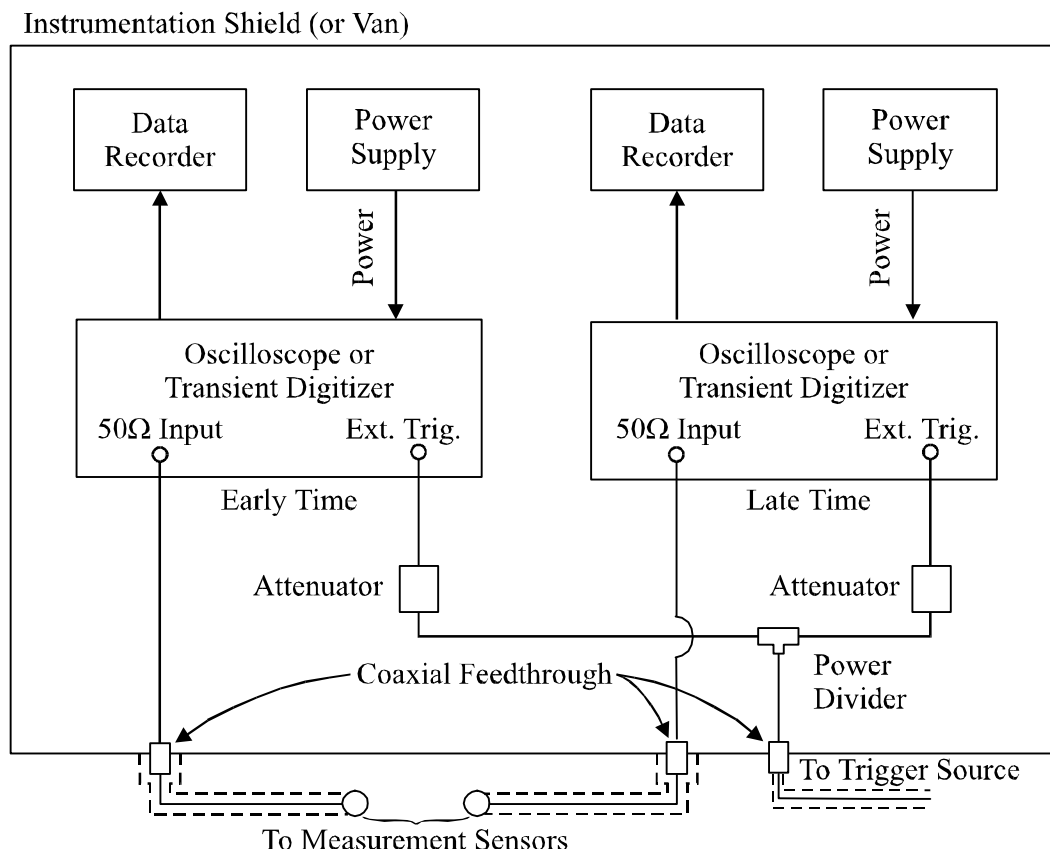 Instrumentation Shield (or Van)
Data
Recorder
Power
Supply
Data
Recorder
Power
Supply
Power
Power
Oscilloscope or
Transient Digitizer
50Ω Input
Ext. Trig.
Oscilloscope or
Transient Digitizer
50Ω Input
Ext. Trig.
Early Time
Late Time
Attenuator
Attenuator
Power
Divider
Coaxial Feedthrough
To Trigger Source
To Measurement Sensors